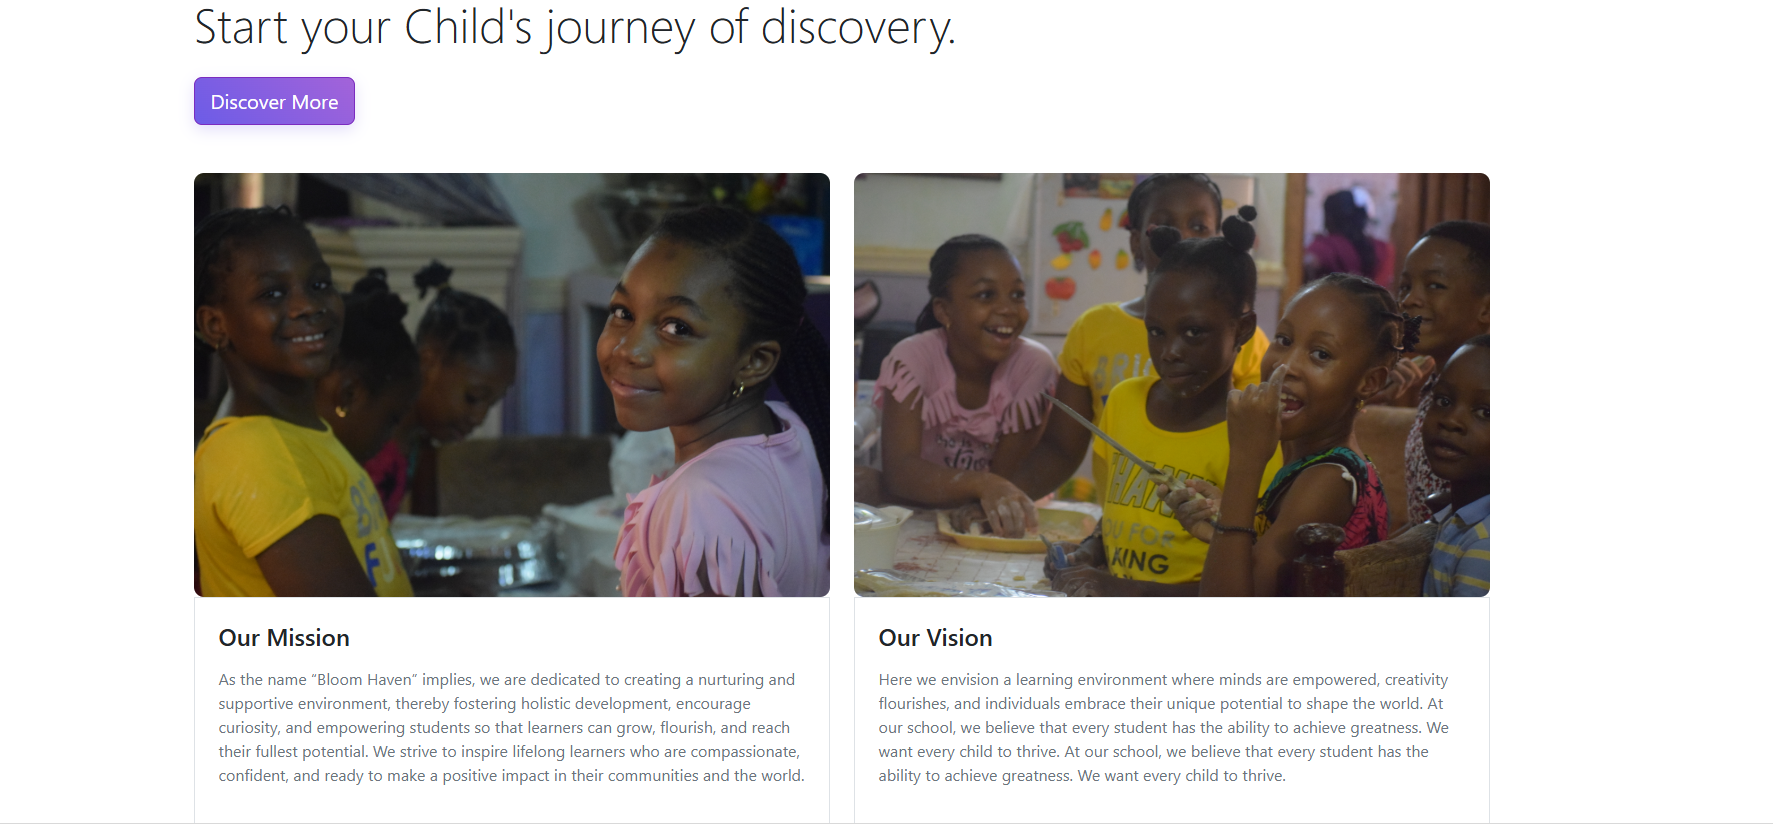 Start your Child's journey of discovery.
Discover More
THAN
YOU FOR
KING
Our Mission
As the name “Bloom Haven” implies, we are dedicated to creating a nurturing and
supportive environment, thereby fostering holistic development, encourage
curiosity, and empowering students so that learners can grow, flourish, and reach
their fullest potential. We strive to inspire lifelong learners who are compassionate,
confident, and ready to make a positive impact in their communities and the world.
Our Vision
Here we envision a learning environment where minds are empowered, creativity
flourishes, and individuals embrace their unique potential to shape the world. At
our school, we believe that every student has the ability to achieve greatness. We
want every child to thrive. At our school, we believe that every student has the
ability to achieve greatness. We want every child to thrive.